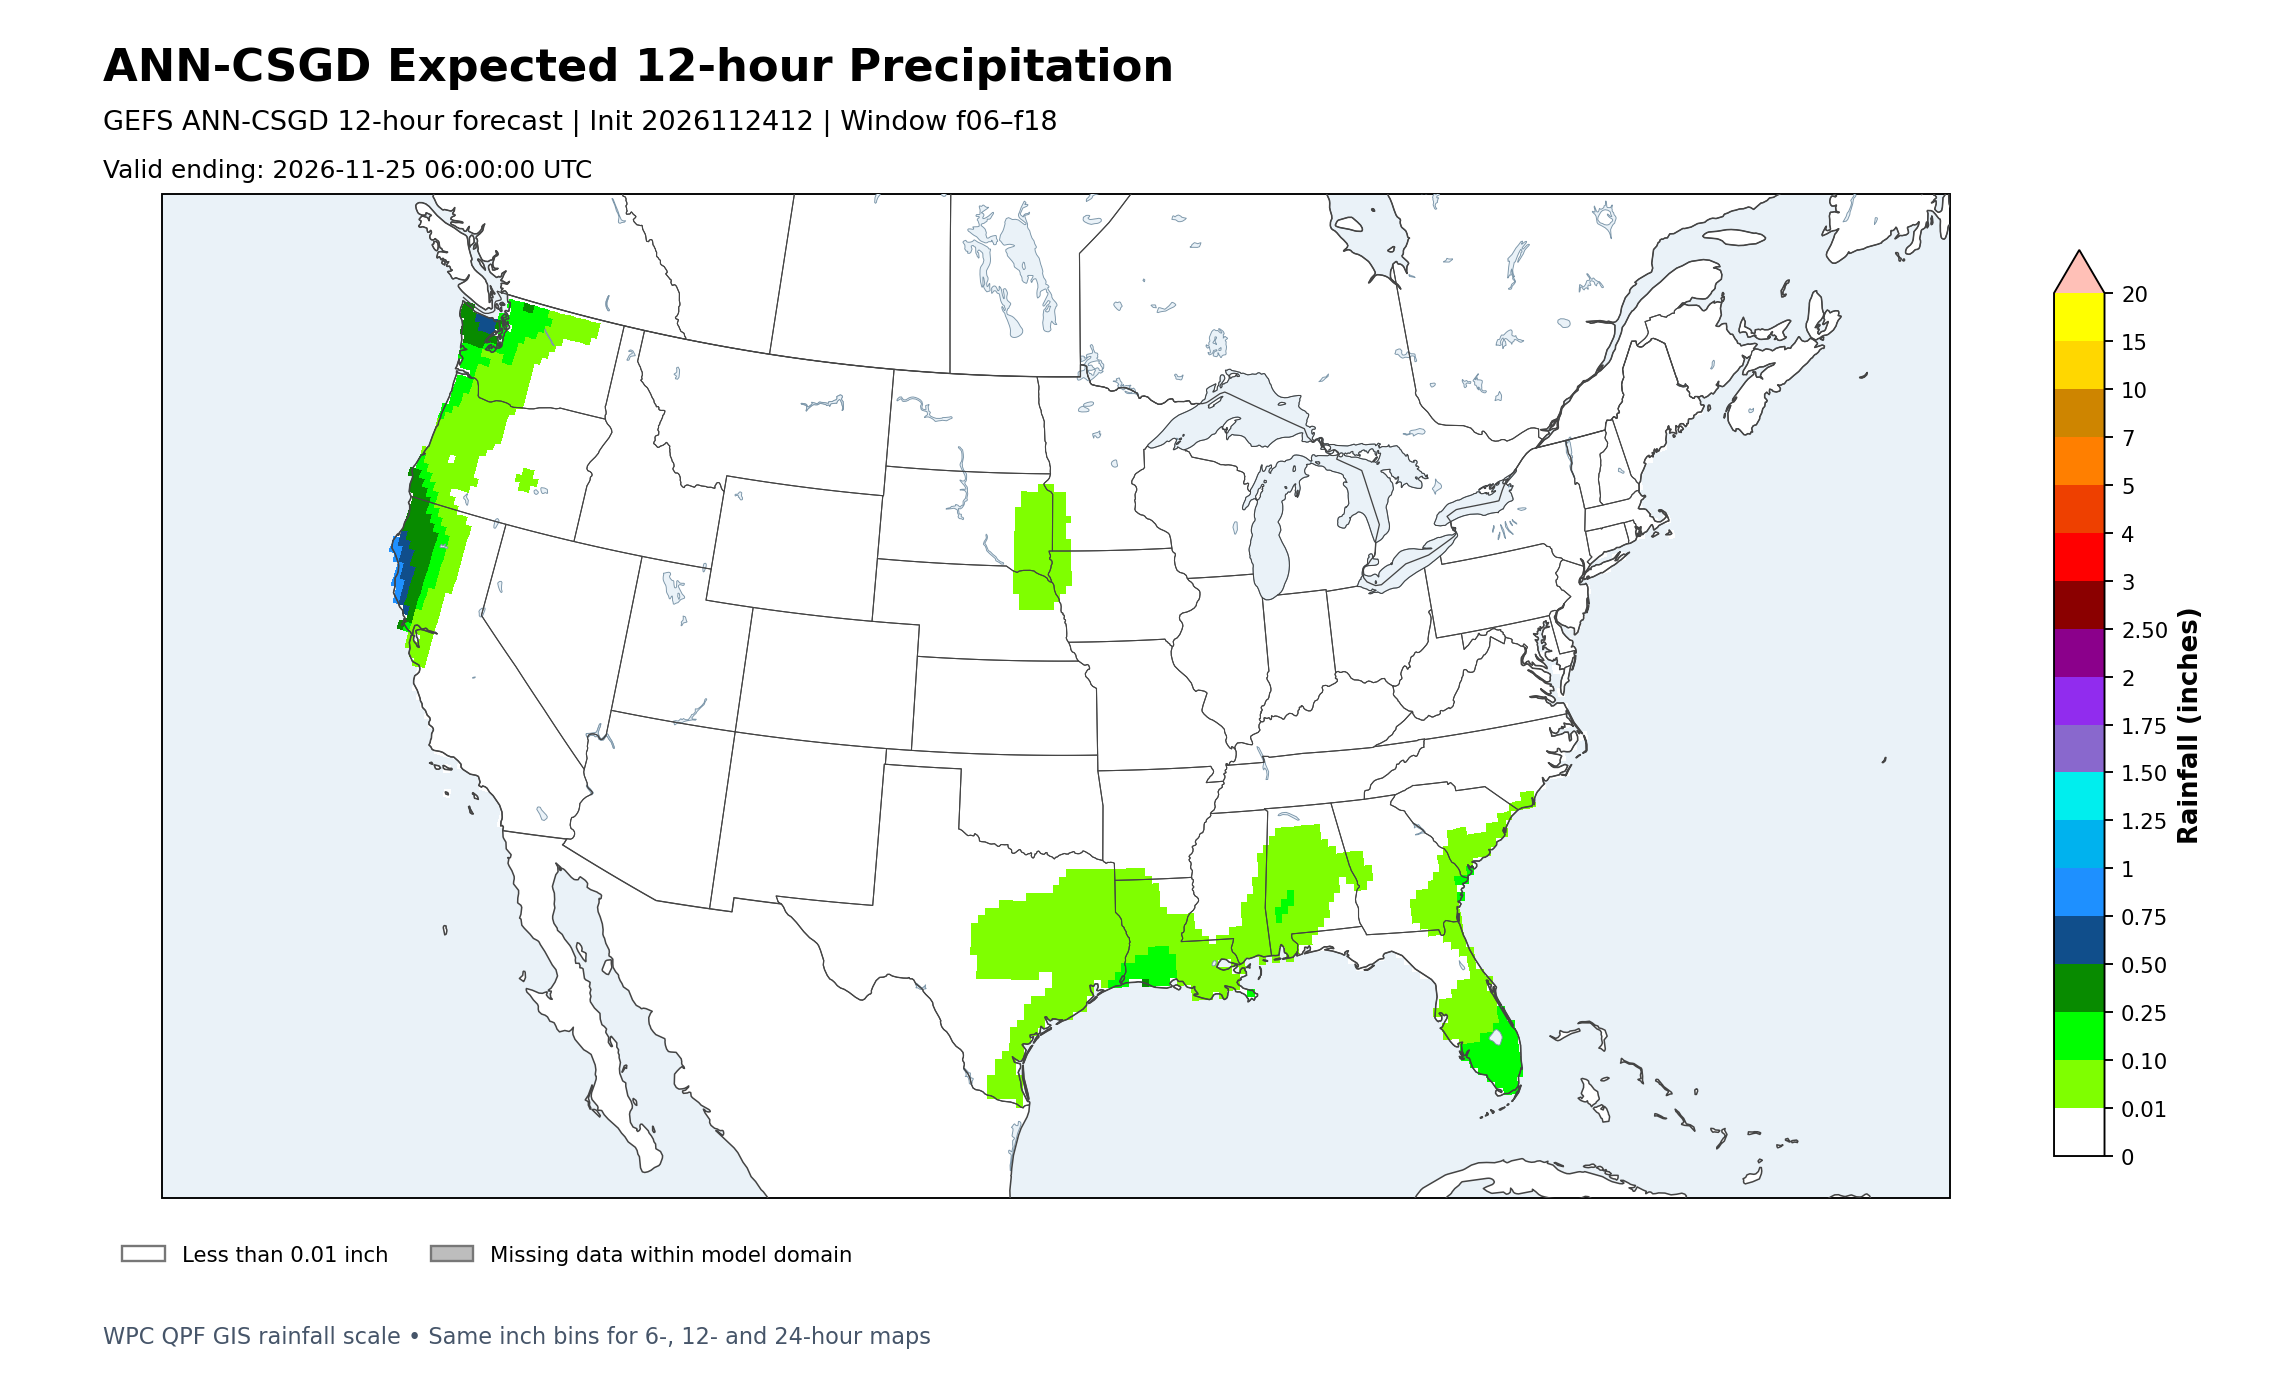 ANN-CSGD Expected 12-hour Precipitation
GEFS ANN-CSGD 12-hour forecast | Init 2026112412 | Window f06–f18
Valid ending: 2026-11-25 06:00:00 UTC
20
15
10
7
5
4
3
2.50
2
1.75
1.50
1.25
1
0.75
0.50
0.25
0.10
0.01
0
Rainfall (inches)
Less than 0.01 inch
Missing data within model domain
WPC QPF GIS rainfall scale • Same inch bins for 6-, 12- and 24-hour maps